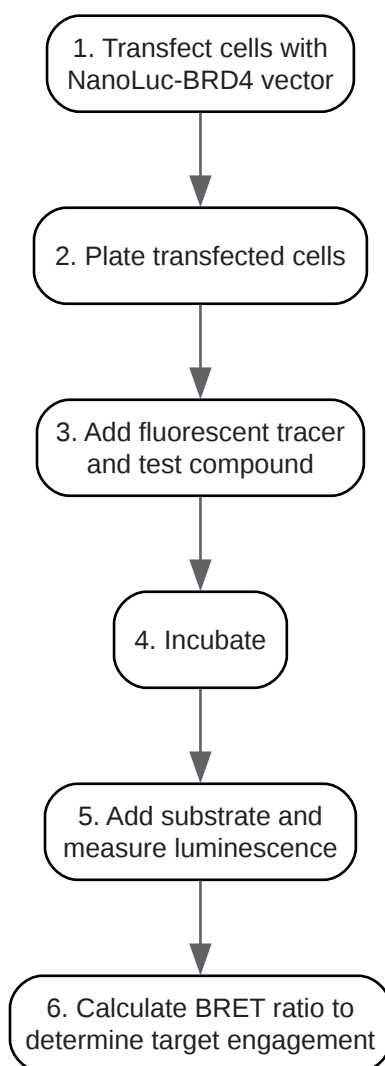 1. Transfect cells with
NanoLuc-BRD4 vector
2. Plate transfected cells
3. Add fluorescent tracer
and test compound
4. Incubate
5. Add substrate and
measure luminescence
6. Calculate BRET ratio to
determine target engagement